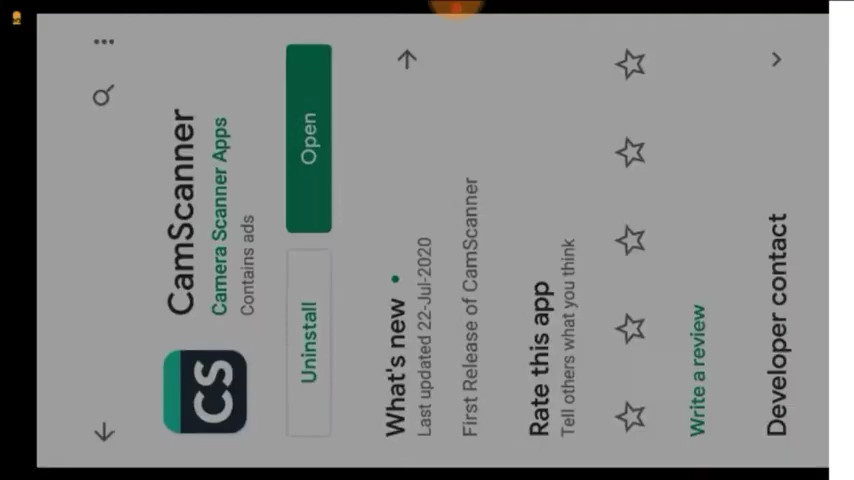 CamScanner
Camera Scanner Apps
Contains ads
CS
Uninstall
Open
What's new
Last updated 22-Jul-2020
First Release of CamScanner
Rate this app
Tell others what you think
Write a review
Developer contact